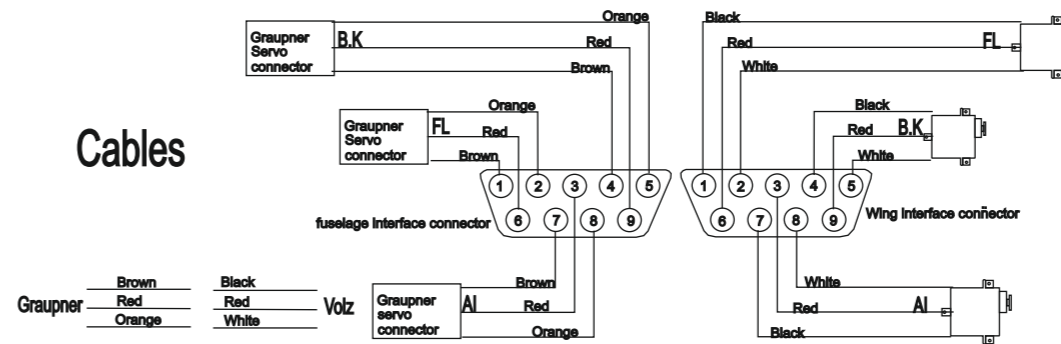 Cables
Graupner
Servo
connector
B.K
Orange
Red
Brown
Graupner
Servo
connector
FL
Orange
Red
Brown
1 2 3 4 5
6 7 8 9
fuselage interface connector
Graupner
servo
connector
AI
Brown
Red
Orange
Black
Red
White
FL
Black
Red
White
B.K
1 2 3 4 5
6 7 8 9
Wing interface connector
White
Red
Black
AI
Graupner
Brown
Red
Orange
Black
Red
White
Volz